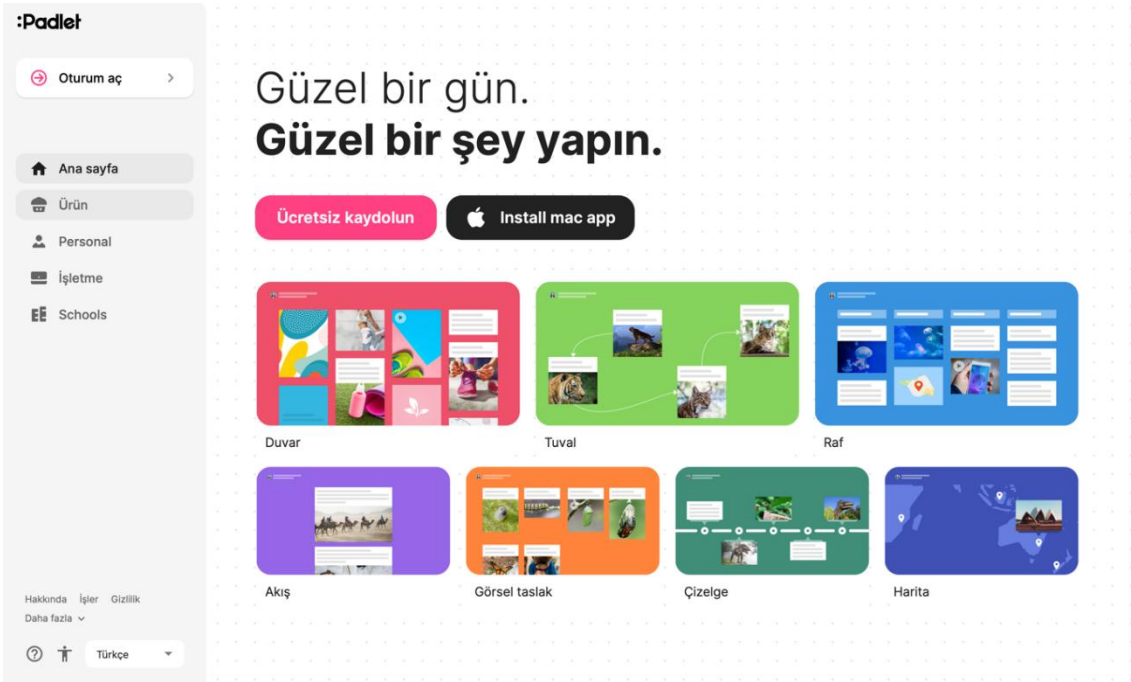 :Padlet
Oturum aç
Ana sayfa
Ürün
Personal
İşletme
Schools
Hakkında İşler Gizlilik
Daha fazla
Türkçe
Güzel bir gün.
Güzel bir şey yapın.
Ücretsiz kaydolun
Install mac app
Duvar
Tuval
Raf
Akış
Görsel taslak
Çizelge
Harita